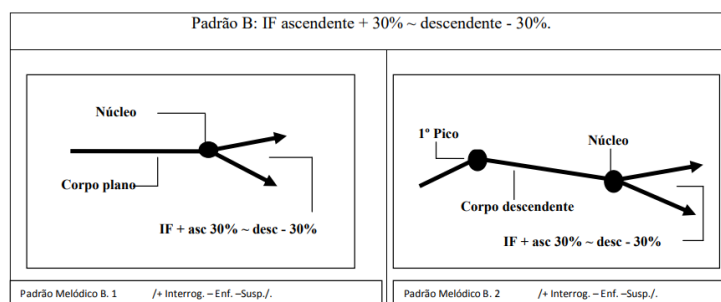 Padrão B: IF ascendente + 30% ~ descendente - 30%.
Núcleo
Corpo plano
IF + asc 30% ~ desc - 30%
Padrão Melódico B. 1 /+ Interrog. – Enf. –Susp./.
1º Pico
Núcleo
Corpo descendente
IF + asc 30% ~ desc - 30%
Padrão Melódico B. 2 /+ Interrog. – Enf. –Susp./.